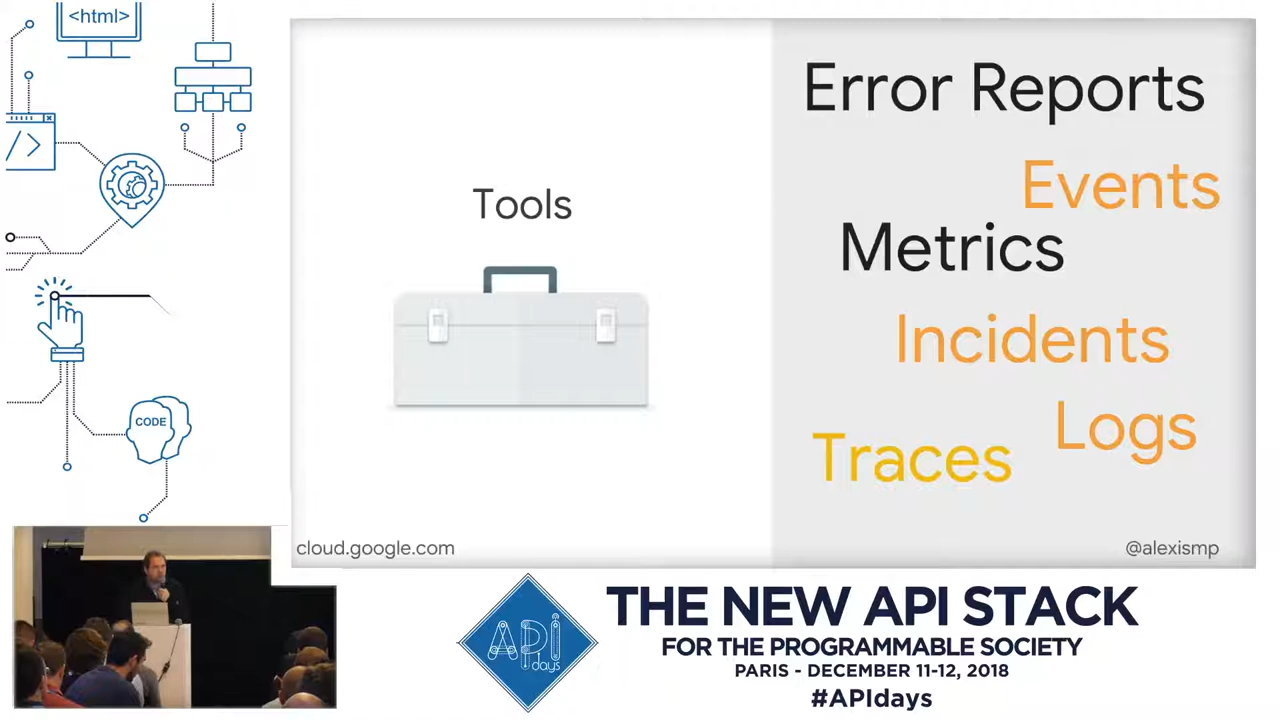 <html>
</>
CODE
Tools
Error Reports
Events
Metrics
Incidents
Logs
Traces
cloud.google.com
@alexismp
API
days
THE NEW API STACK
FOR THE PROGRAMMABLE SOCIETY
PARIS - DECEMBER 11-12, 2018
#APIdays